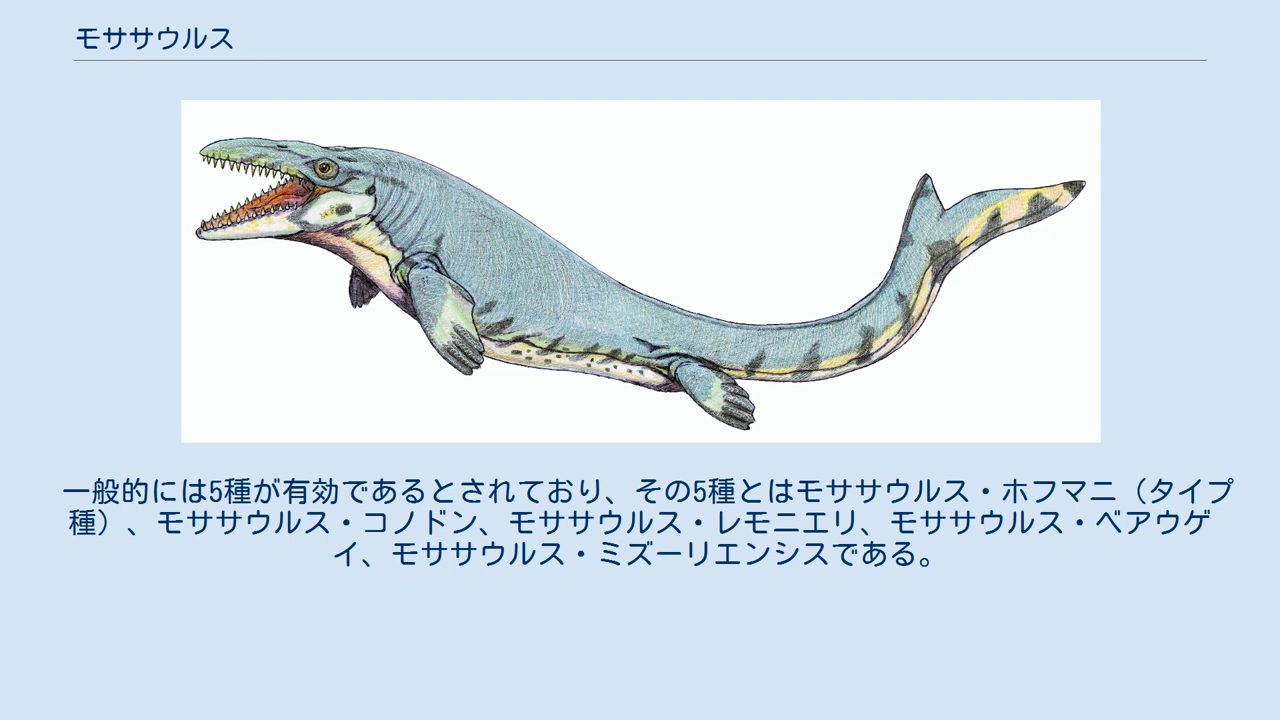 モササウルス
一般的には5種が有効であるとされており、その5種とはモササウルス・ホフマニ（タイプ
種）、モササウルス・コノドン、モササウルス・レモニエリ、モササウルス・ベアウゲ
イ、モササウルス・ミズーリエンシスである。